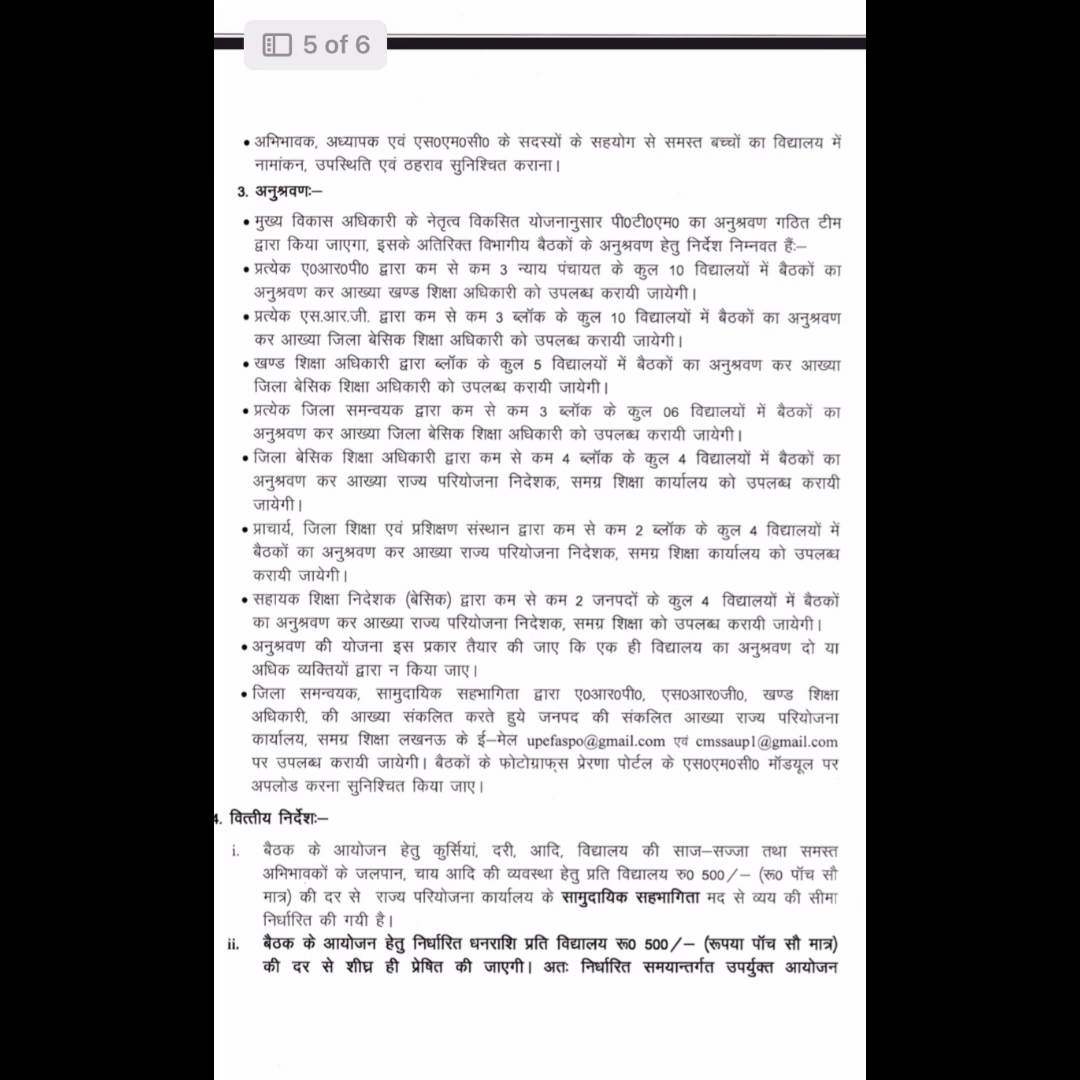 5 of 6
• अभिभावक, अध्यापक एवं एस0एम0सी0 के सदस्यों के सहयोग से समस्त बच्चों का विद्यालय में
नामांकन, उपस्थिति एवं ठहराव सुनिश्चित कराना।
3. अनुश्रवणः–
• मुख्य विकास अधिकारी के नेतृत्व विकसित योजनानुसार पी0टी0एम0 का अनुश्रवण गठित टीम
द्वारा किया जाएगा, इसके अतिरिक्त विभागीय बैठकों के अनुश्रवण हेतु निर्देश निम्नवत हैंः–
• प्रत्येक ए0आर0पी0 द्वारा कम से कम 3 न्याय पंचायत के कुल 10 विद्यालयों में बैठकों का
अनुश्रवण कर आख्या खण्ड शिक्षा अधिकारी को उपलब्ध करायी जायेगी।
• प्रत्येक एस.आर.जी. द्वारा कम से कम 3 ब्लॉक के कुल 10 विद्यालयों में बैठकों का अनुश्रवण
कर आख्या जिला बेसिक शिक्षा अधिकारी को उपलब्ध करायी जायेगी।
• खण्ड शिक्षा अधिकारी द्वारा ब्लॉक के कुल 5 विद्यालयों में बैठकों का अनुश्रवण कर आख्या
जिला बेसिक शिक्षा अधिकारी को उपलब्ध करायी जायेगी।
• प्रत्येक जिला समन्वयक द्वारा कम से कम 3 ब्लॉक के कुल 06 विद्यालयों में बैठकों का
अनुश्रवण कर आख्या जिला बेसिक शिक्षा अधिकारी को उपलब्ध करायी जायेगी।
• जिला बेसिक शिक्षा अधिकारी द्वारा कम से कम 4 ब्लॉक के कुल 4 विद्यालयों में बैठकों का
अनुश्रवण कर आख्या राज्य परियोजना निदेशक, समग्र शिक्षा कार्यालय को उपलब्ध करायी
जायेगी।
• प्राचार्य, जिला शिक्षा एवं प्रशिक्षण संस्थान द्वारा कम से कम 2 ब्लॉक के कुल 4 विद्यालयों में
बैठकों का अनुश्रवण कर आख्या राज्य परियोजना निदेशक, समग्र शिक्षा कार्यालय को उपलब्ध
करायी जायेगी।
• सहायक शिक्षा निदेशक (बेसिक) द्वारा कम से कम 2 जनपदों के कुल 4 विद्यालयों में बैठकों
का अनुश्रवण कर आख्या राज्य परियोजना निदेशक, समग्र शिक्षा को उपलब्ध करायी जायेगी।
• अनुश्रवण की योजना इस प्रकार तैयार की जाए कि एक ही विद्यालय का अनुश्रवण दो या
अधिक व्यक्तियों द्वारा न किया जाए।
• जिला समन्वयक, सामुदायिक सहभागिता द्वारा ए0आर0पी0, एस0आर0जी0, खण्ड शिक्षा
अधिकारी, की आख्या संकलित करते हुये जनपद की संकलित आख्या राज्य परियोजना
कार्यालय, समग्र शिक्षा लखनऊ के ई–मेल upefaspo@gmail.com एवं cmssaup1@gmail.com
पर उपलब्ध करायी जायेगी। बैठकों के फोटोग्राफ्स प्रेरणा पोर्टल के एस0एम0सी0 मॉडयूल पर
अपलोड करना सुनिश्चित किया जाए।
4. वित्तीय निर्देशः–
i. बैठक के आयोजन हेतु कुर्सियां, दरी, आदि, विद्यालय की साज–सज्जा तथा समस्त
अभिभावकों के जलपान, चाय आदि की व्यवस्था हेतु प्रति विद्यालय रु0 500/– (रू0 पॉच सौ
मात्र) की दर से राज्य परियोजना कार्यालय के सामुदायिक सहभागिता मद से व्यय की सीमा
निर्धारित की गयी है।
ii. बैठक के आयोजन हेतु निर्धारित धनराशि प्रति विद्यालय रू0 500/– (रूपया पॉच सौ मात्र)
की दर से शीघ्र ही प्रेषित की जाएगी। अतः निर्धारित समयान्तर्गत उपर्युक्त आयोजन